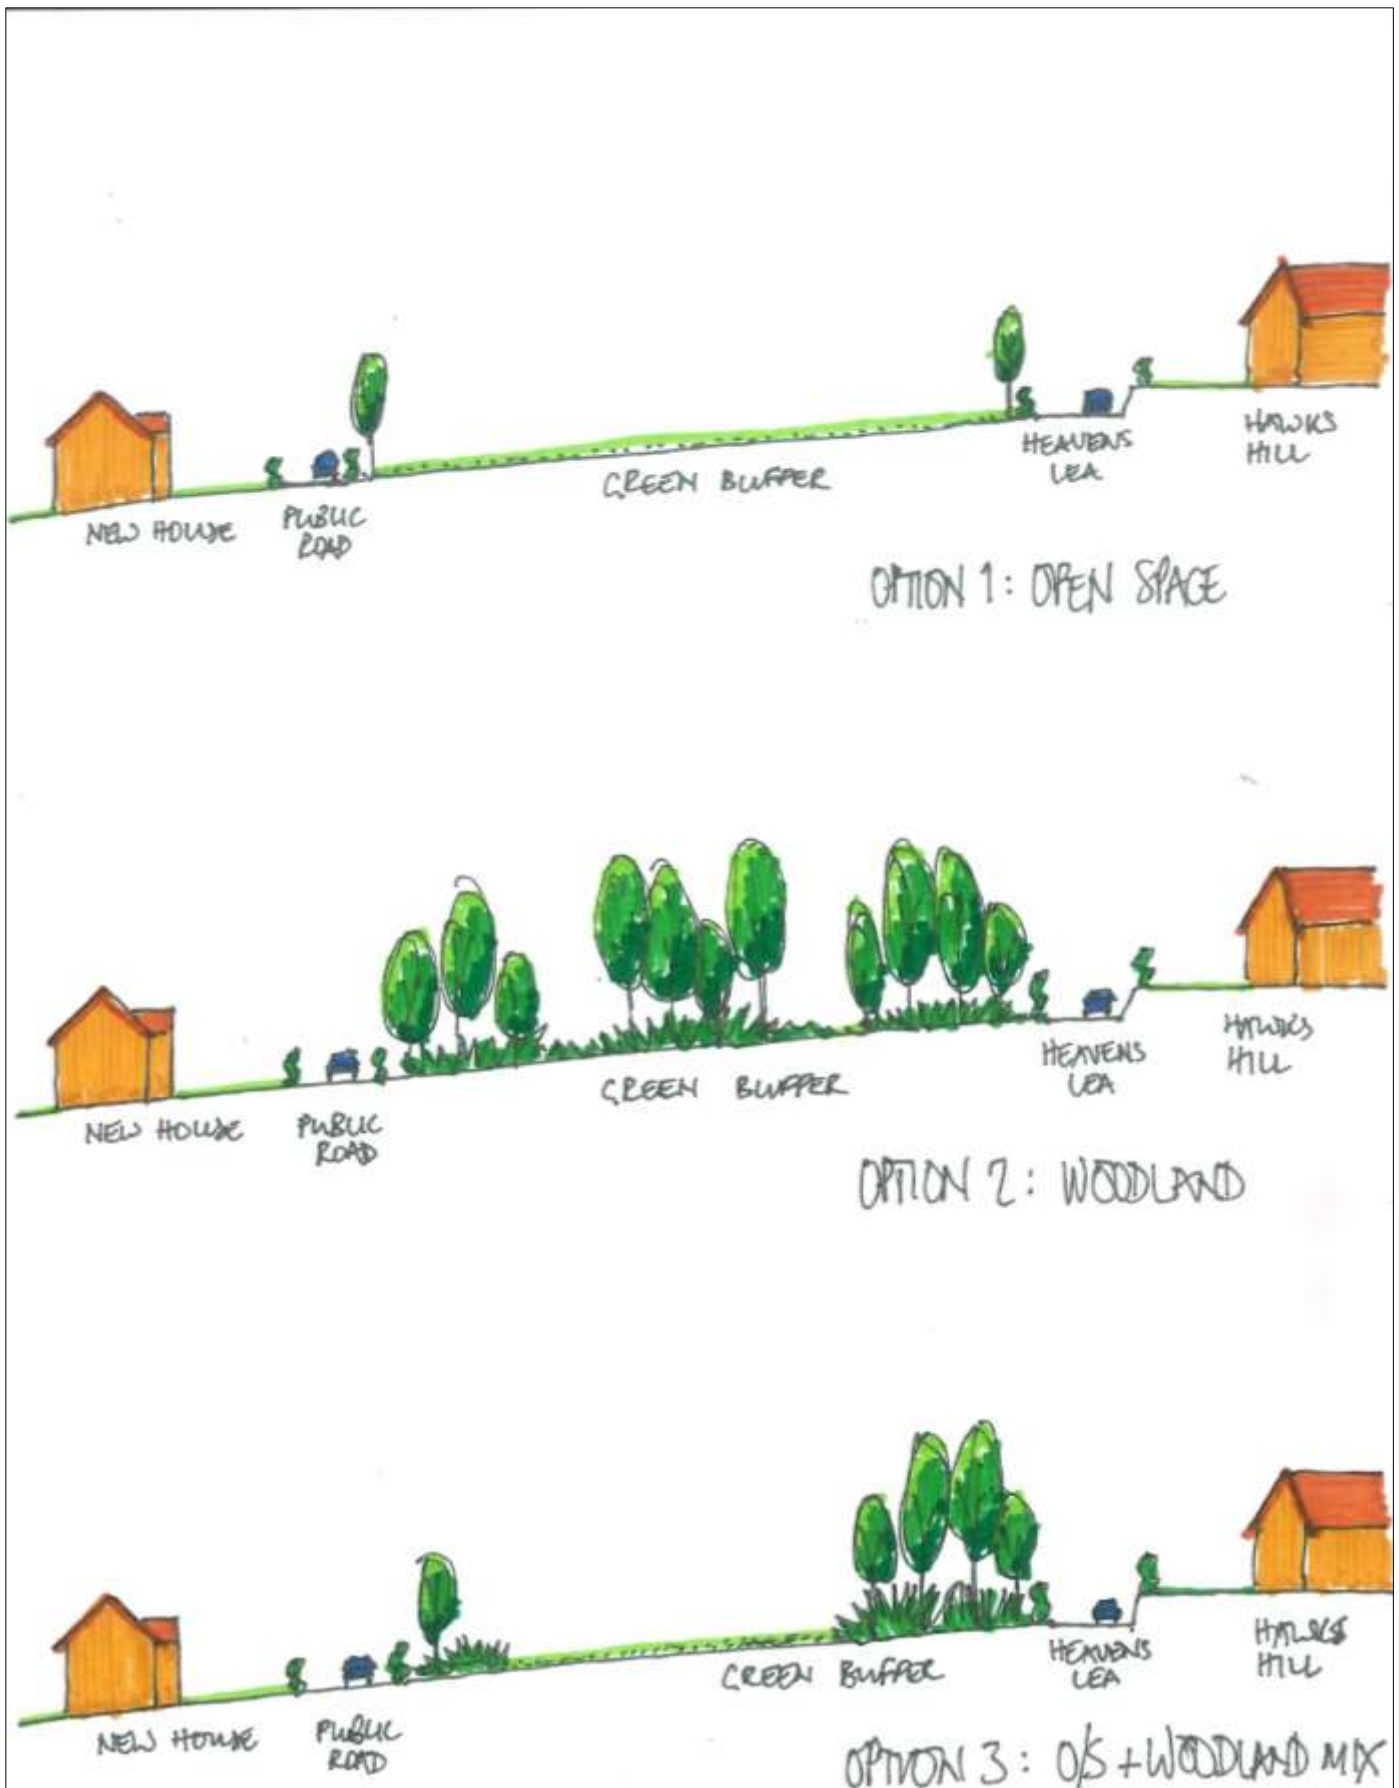 NEW HOUSE
PUBLIC
ROAD
GREEN BUFFER
HEAVENS
LEA
HAWKS
HILL
OPTION 1: OPEN SPACE
NEW HOUSE
PUBLIC
ROAD
GREEN BUFFER
HEAVENS
LEA
HAWKS
HILL
OPTION 2: WOODLAND
NEW HOUSE
PUBLIC
ROAD
GREEN BUFFER
HEAVENS
LEA
HAWKS
HILL
OPTION 3: O/S + WOODLAND MIX